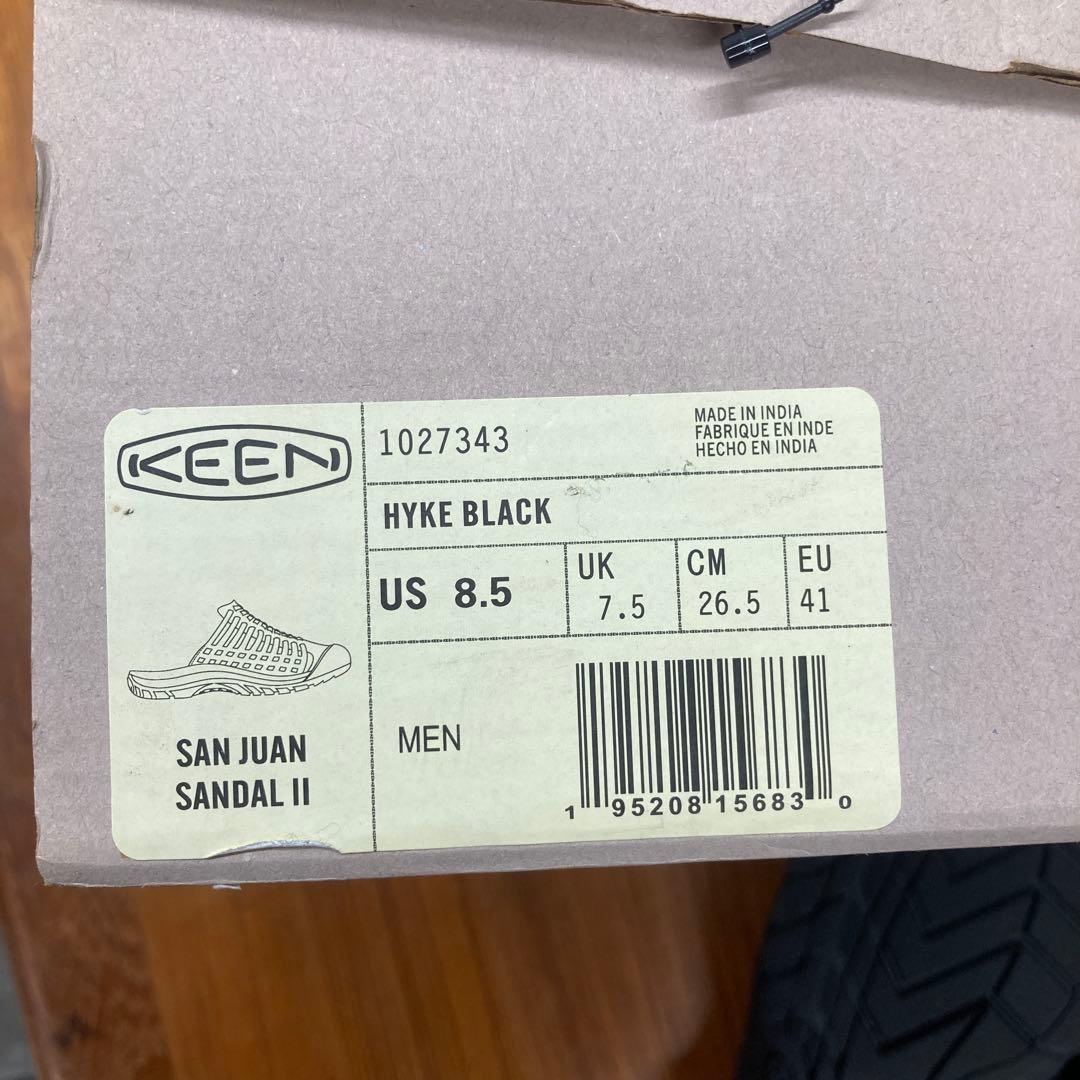 KEEN
1027343
MADE IN INDIA
FABRIQUE EN INDE
HECHO EN INDIA
HYKE BLACK
US 8.5
UK
7.5
CM
26.5
EU
41
SAN JUAN
SANDAL II
MEN
1 95208 15683 0